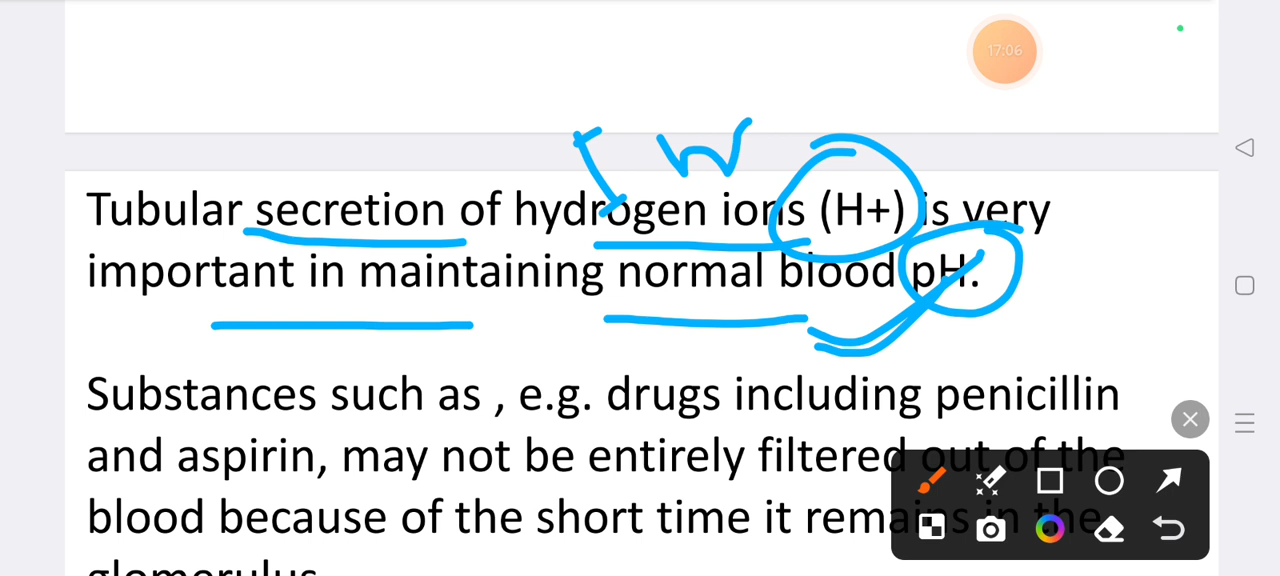 17:06
Tubular secretion of hydrogen ions (H+) is very
important in maintaining normal blood pH.
Substances such as , e.g. drugs including penicillin
and aspirin, may not be entirely filtered out of the
blood because of the short time it remains in the
glomerulus